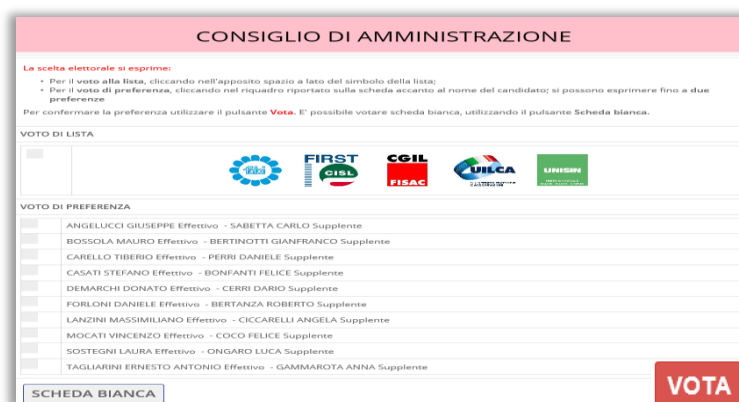 CONSIGLIO DI AMMINISTRAZIONE
La scelta elettorale si esprime:
• Per il voto alla lista, cliccando nell'apposito spazio a lato del simbolo della lista;
• Per il voto di preferenza, cliccando nel riquadro riportato sulla scheda accanto al nome del candidato; si possono esprimere fino a due
preferenze
Per confermare la preferenza utilizzare il pulsante Vota. E' possibile votare scheda bianca, utilizzando il pulsante Scheda bianca.
VOTO DI LISTA
fabi FIRST CISL CGIL FISAC UILCA UNISIN
VOTO DI PREFERENZA
ANGELUCCI GIUSEPPE Effettivo - SABETTA CARLO Supplente
BOSSOLA MAURO Effettivo - BERTINOTTI GIANFRANCO Supplente
CARELLO TIBERIO Effettivo - PERRI DANIELE Supplente
CASATI STEFANO Effettivo - BONFANTI FELICE Supplente
DEMARCHI DONATO Effettivo - CERRI DARIO Supplente
FORLONI DANIELE Effettivo - BERTANZA ROBERTO Supplente
LANZINI MASSIMILIANO Effettivo - CICCARELLI ANGELA Supplente
MOCATI VINCENZO Effettivo - COCO FELICE Supplente
SOSTEGNI LAURA Effettivo - ONGARO LUCA Supplente
TAGLIARINI ERNESTO ANTONIO Effettivo - GAMMAROTA ANNA Supplente
SCHEDA BIANCA
VOTA